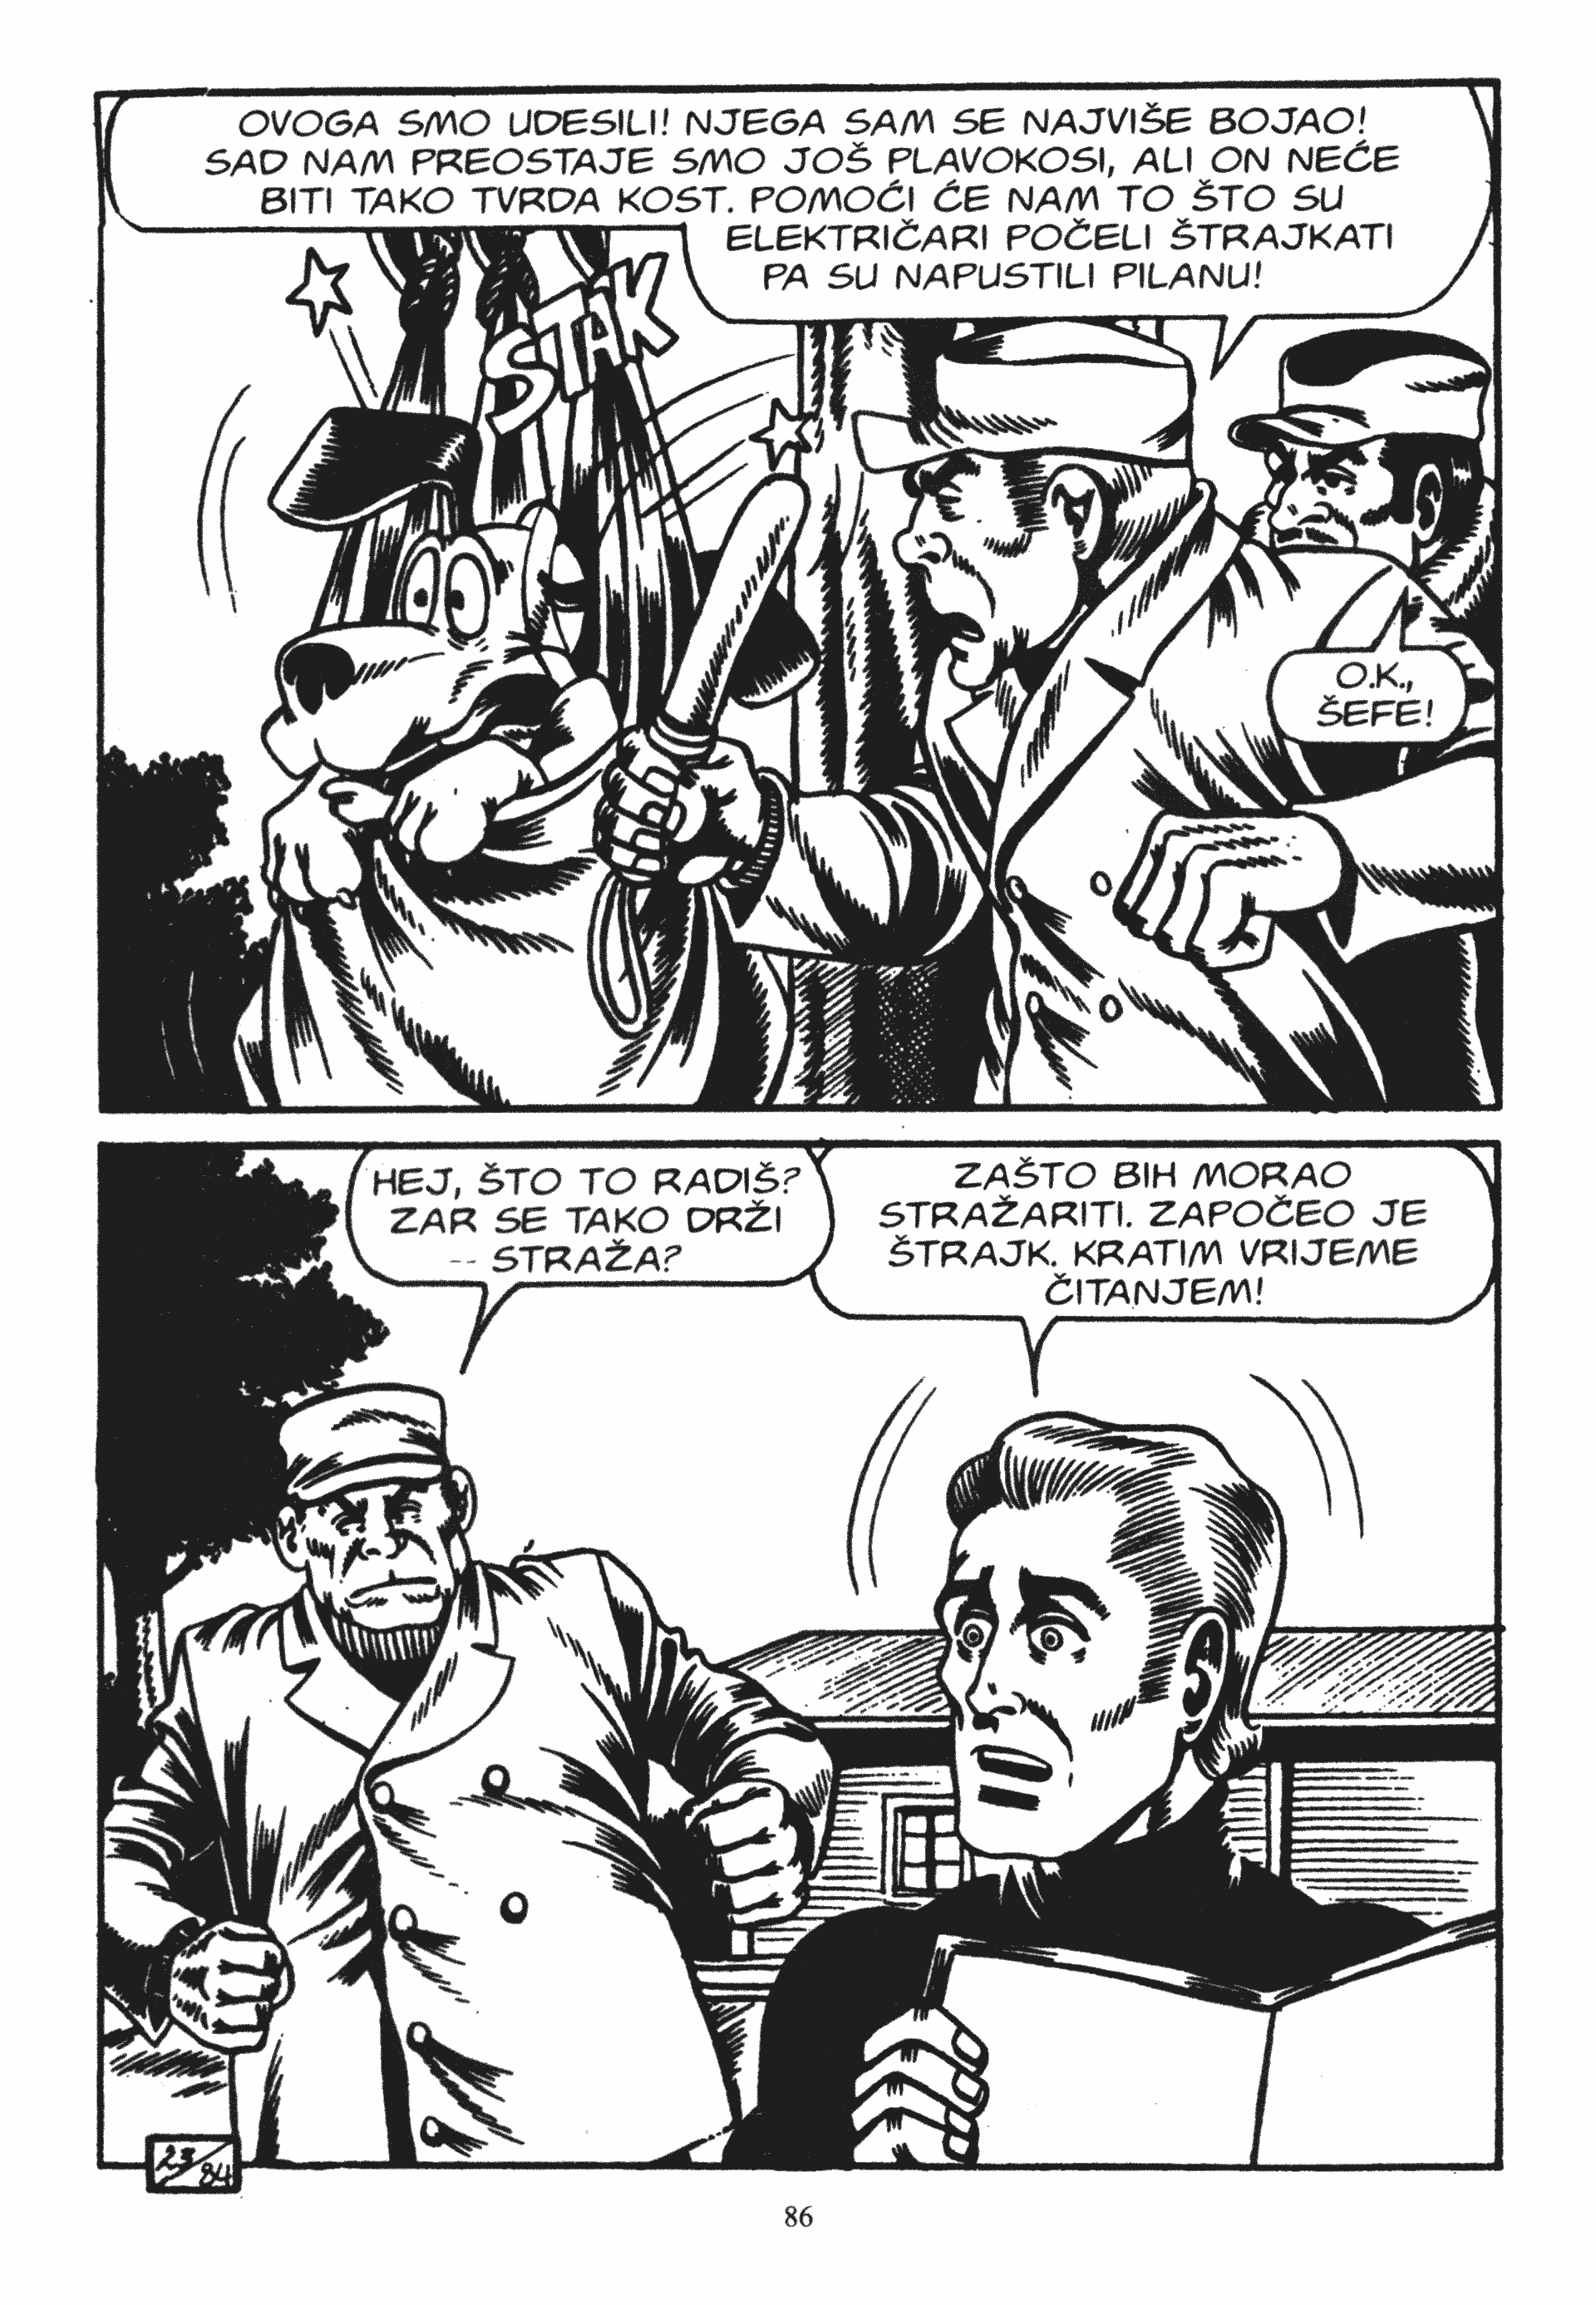 OVOGA SMO UDESILI! NJEGA SAM SE NAJVIŠE BOJAO!
SAD NAM PREOSTAJE SMO JOŠ PLAVOKOSI, ALI ON NEĆE
BITI TAKO TVRDA KOST. POMOĆI ĆE NAM TO ŠTO SU
ELEKTRIČARI POČELI ŠTRAJKATI
PA SU NAPUSTILI PILANU!
STAK
O.K.,
ŠEFE!
HEJ, ŠTO TO RADIŠ?
ZAR SE TAKO DRŽI
-- STRAŽA?
ZAŠTO BIH MORAO
STRAŽARITI. ZAPOČEO JE
ŠTRAJK. KRATIM VRIJEME
ČITANJEM!
23/84
86